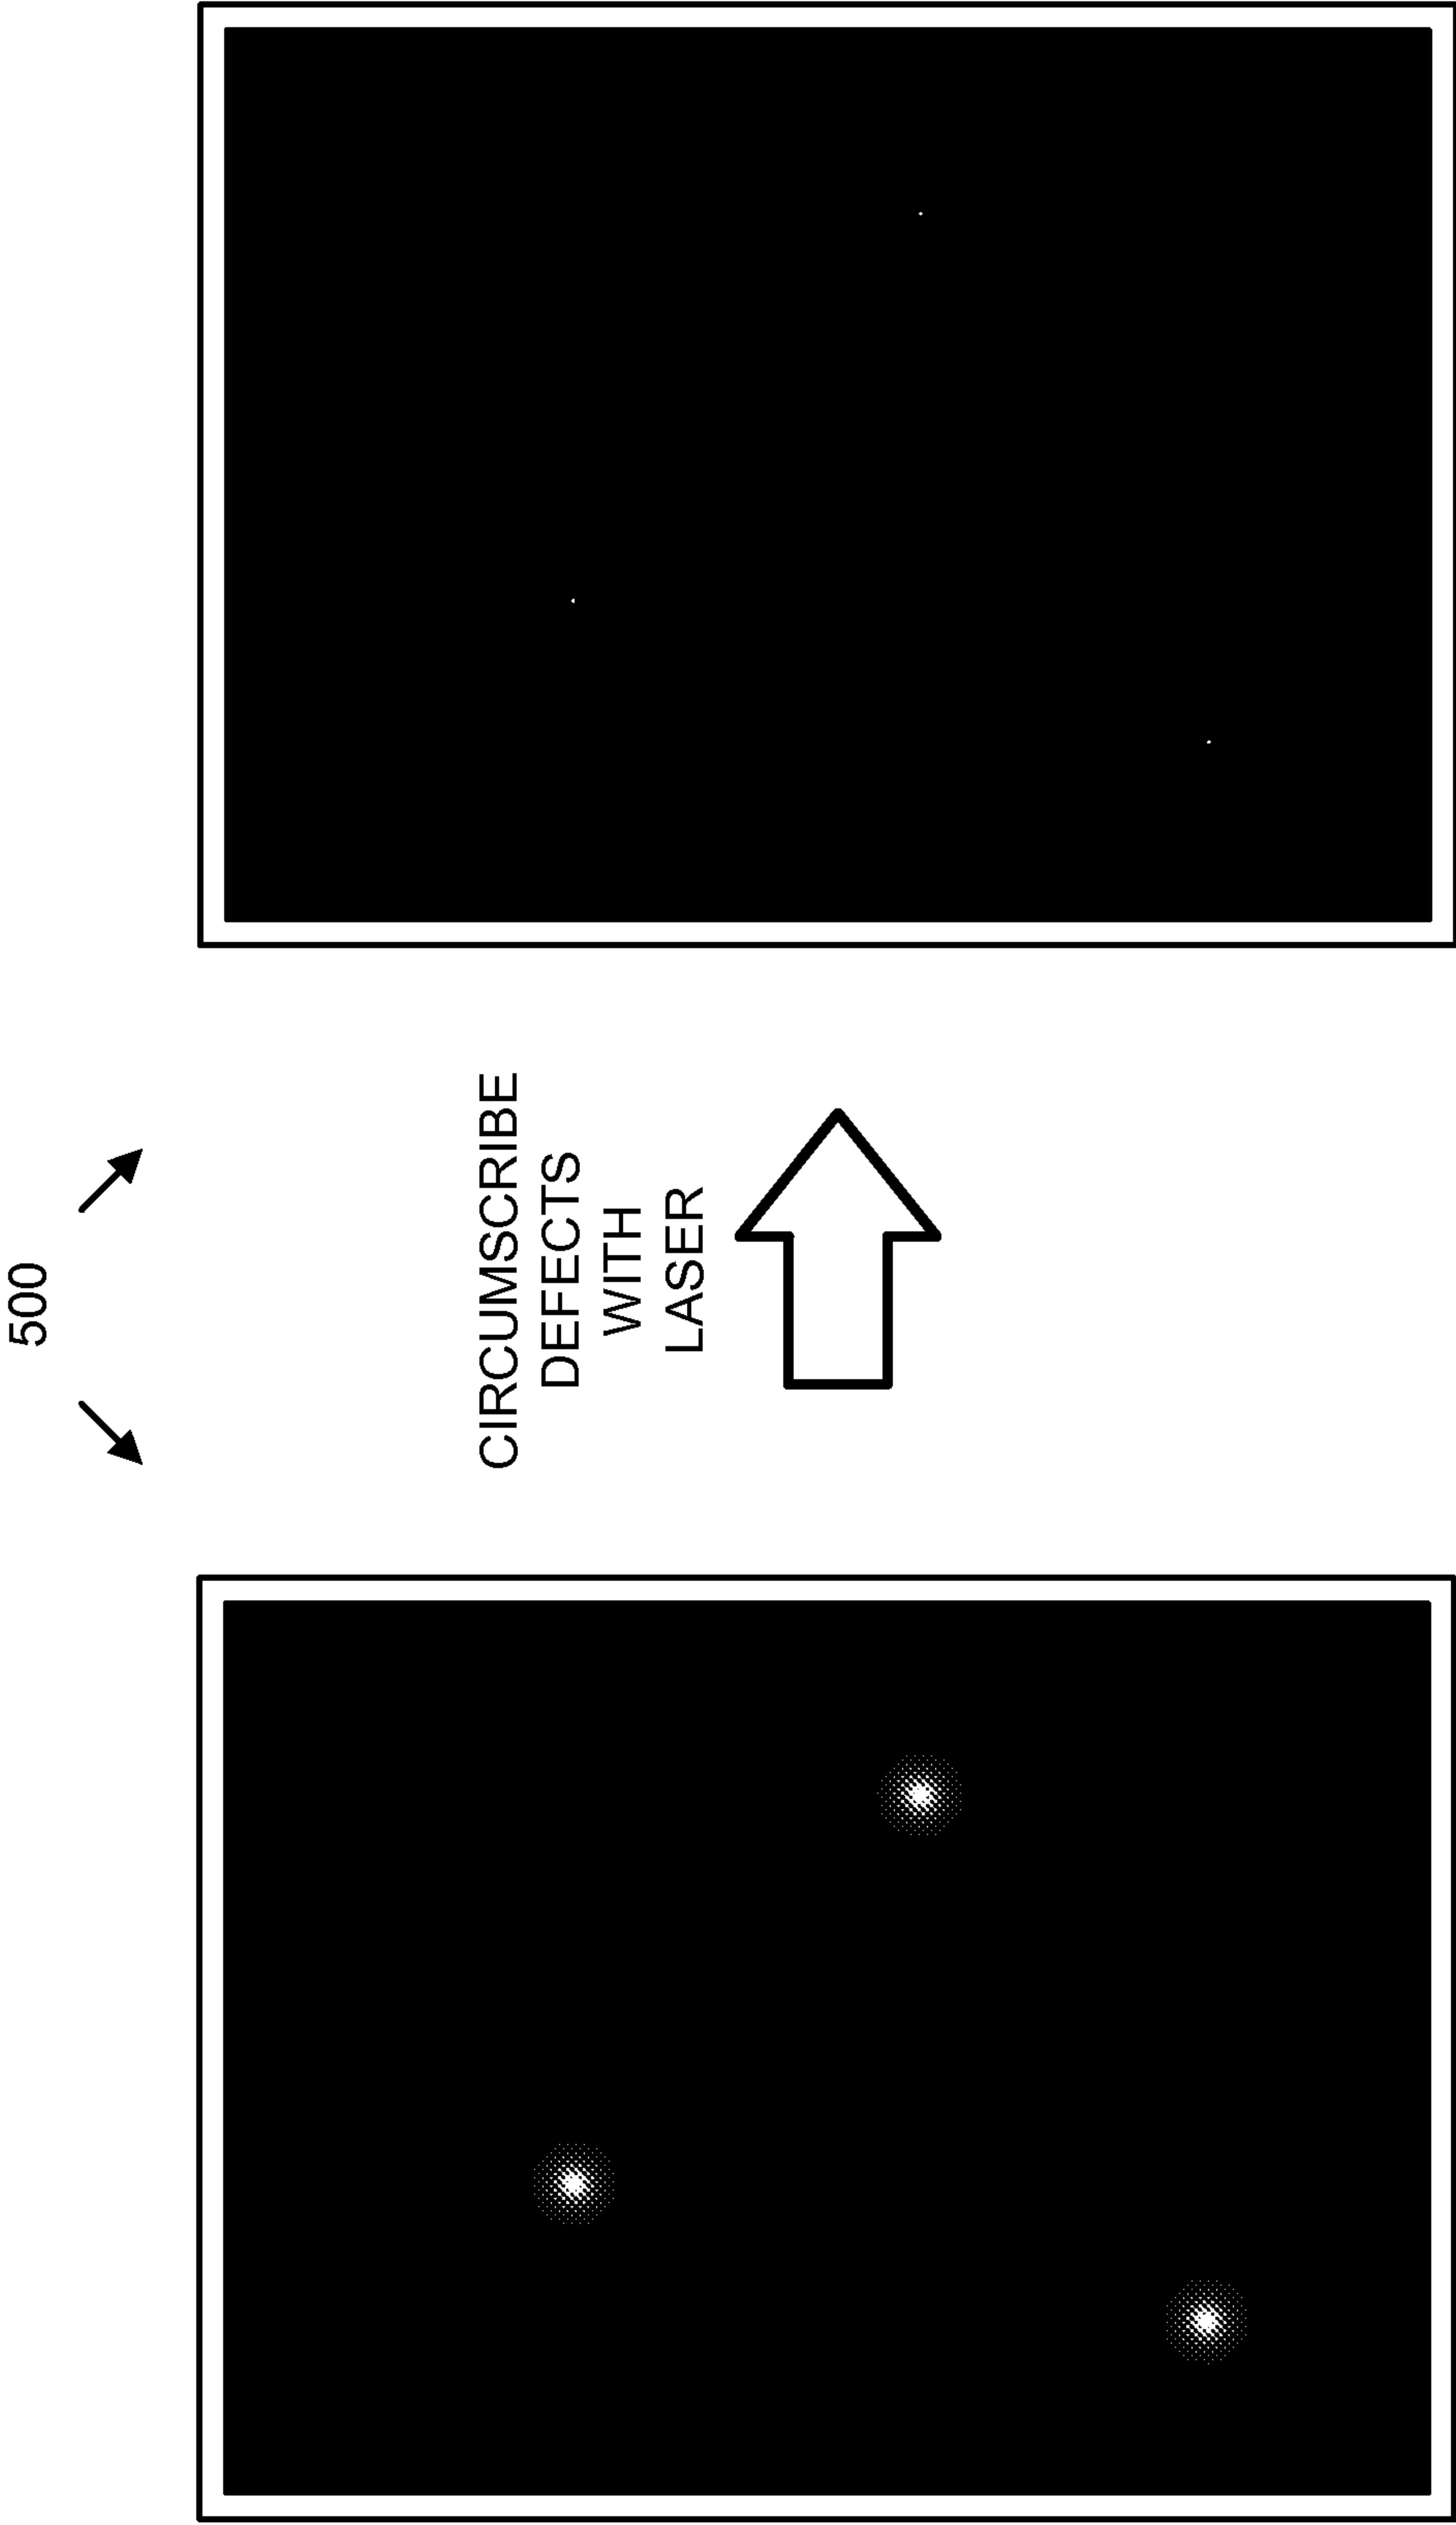 500
CIRCUMSCRIBE
DEFECTS
WITH
LASER